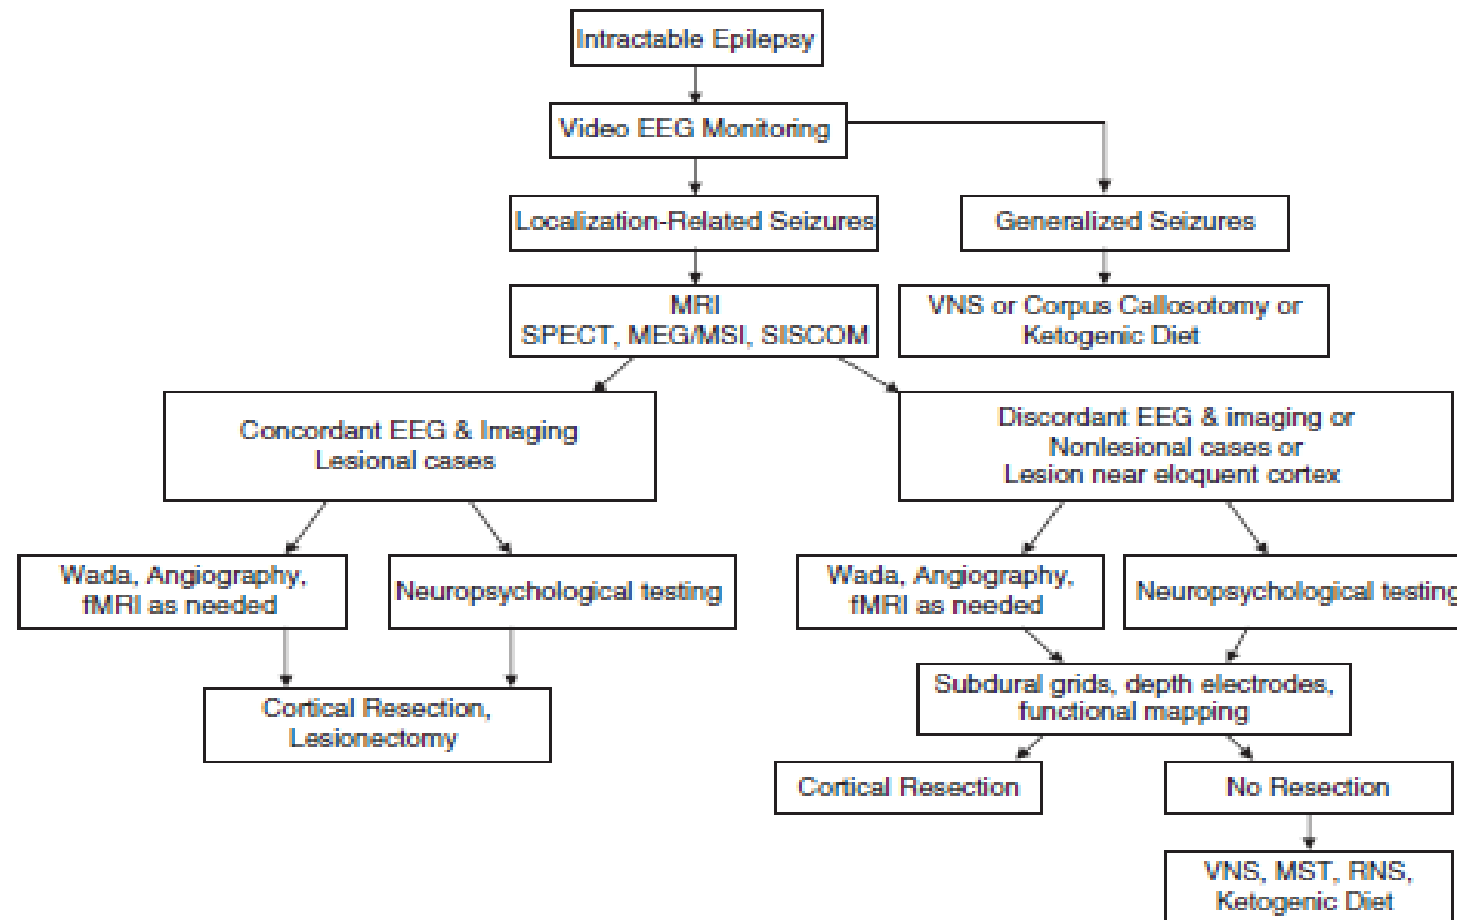 Intractable Epilepsy
Video EEG Monitoring
Localization-Related Seizures
Generalized Seizures
MRI
SPECT, MEG/MSI, SISCOM
VNS or Corpus Callosotomy or
Ketogenic Diet
Concordant EEG & Imaging
Lesional cases
Discordant EEG & imaging or
Nonlesional cases or
Lesion near eloquent cortex
Wada, Angiography,
fMRI as needed
Neuropsychological testing
Wada, Angiography,
fMRI as needed
Neuropsychological testing
Subdural grids, depth electrodes,
functional mapping
Cortical Resection,
Lesionectomy
Cortical Resection
No Resection
VNS, MST, RNS,
Ketogenic Diet